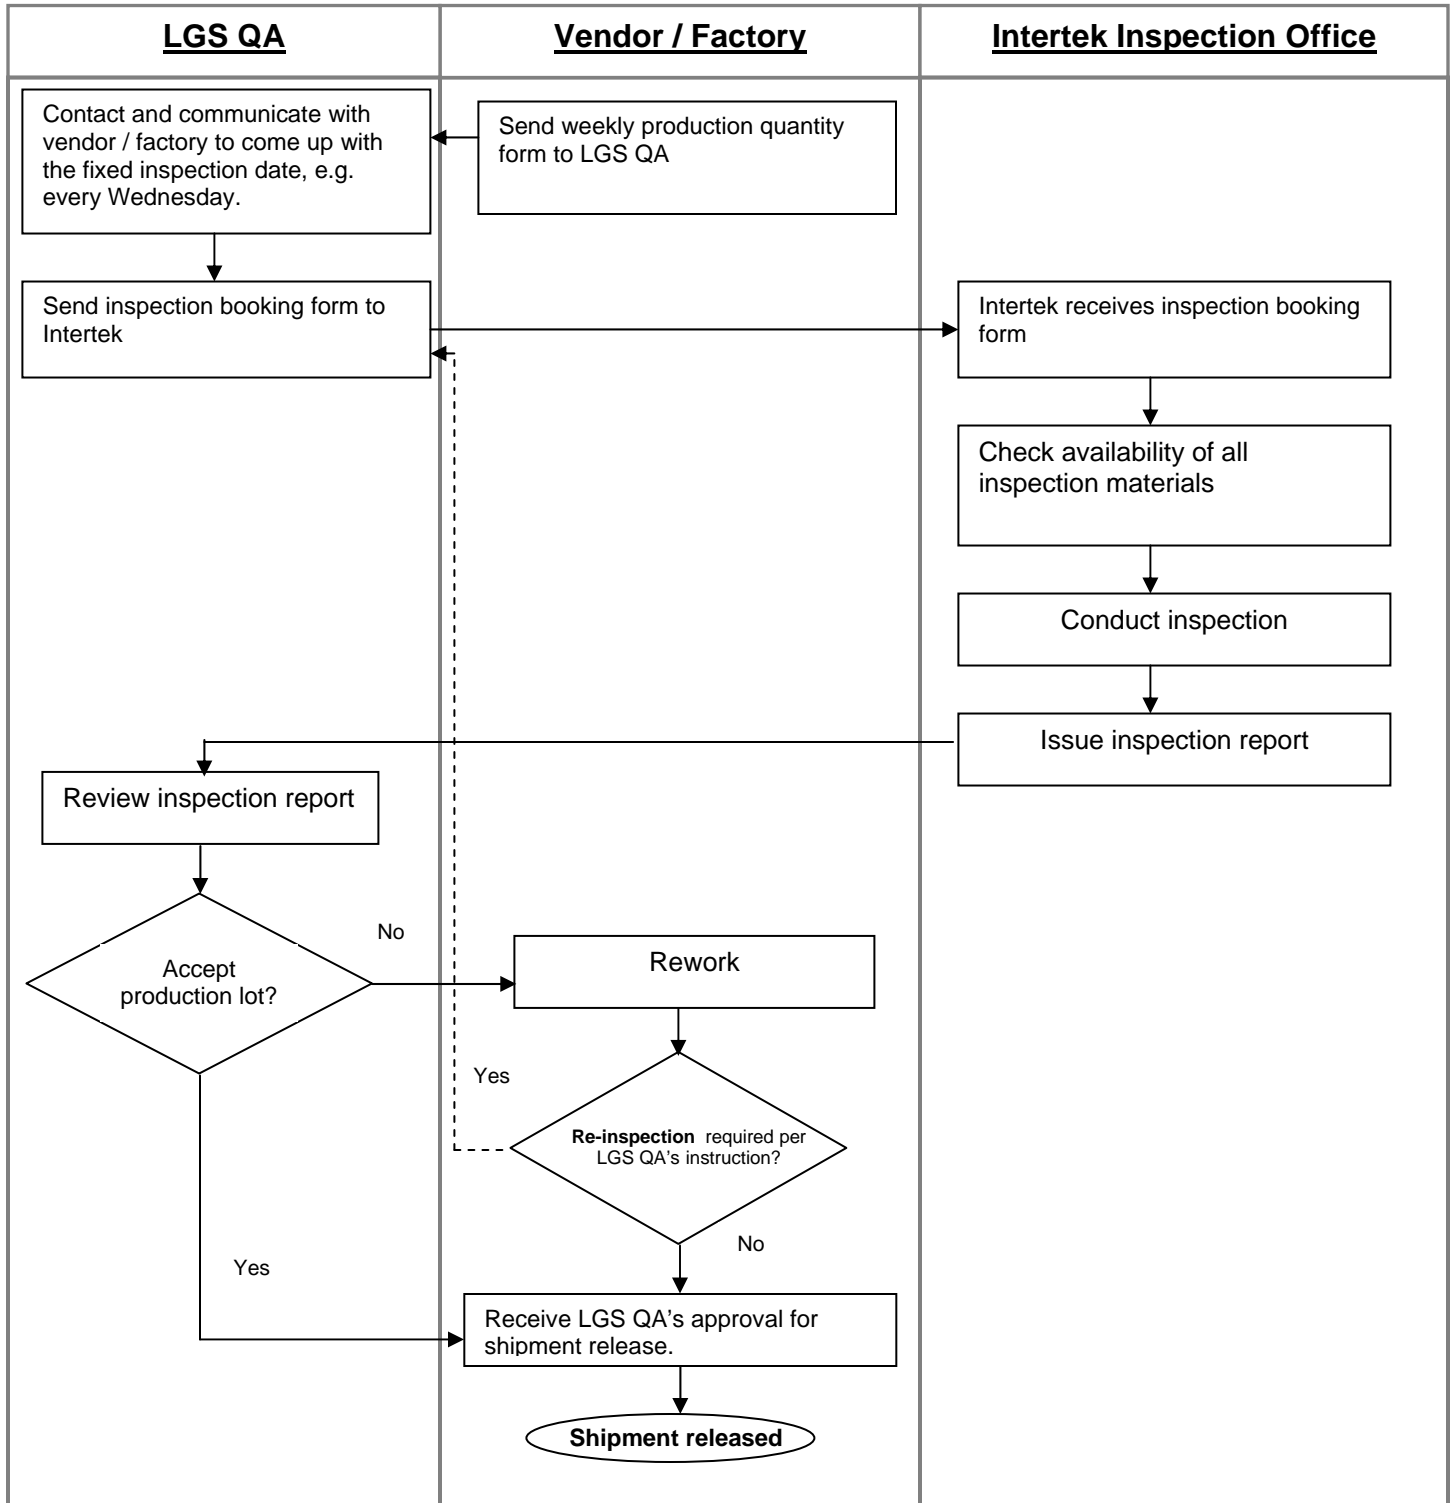 LGS QA
Vendor / Factory
Intertek Inspection Office
Contact and communicate with
vendor / factory to come up with
the fixed inspection date, e.g.
every Wednesday.
Send weekly production quantity
form to LGS QA
Send inspection booking form to
Intertek
Intertek receives inspection booking
form
Check availability of all
inspection materials
Conduct inspection
Issue inspection report
Review inspection report
Accept
production lot?
No
Rework
Yes
Re-inspection required per
LGS QA’s instruction?
No
Yes
Receive LGS QA’s approval for
shipment release.
Shipment released